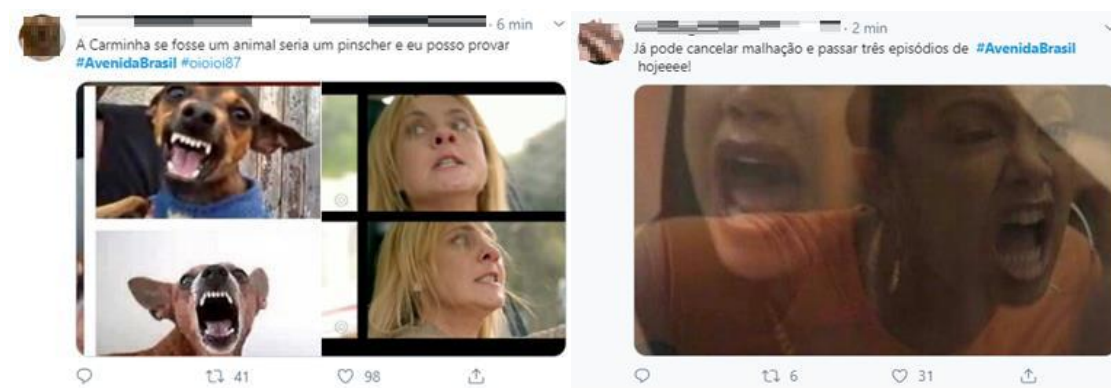 · 6 min
A Carminha se fosse um animal seria um pinscher e eu posso provar
#AvenidaBrasil #oioioi87
41
98
· 2 min
Já pode cancelar malhação e passar três episódios de #AvenidaBrasil
hojeeee!
6
31